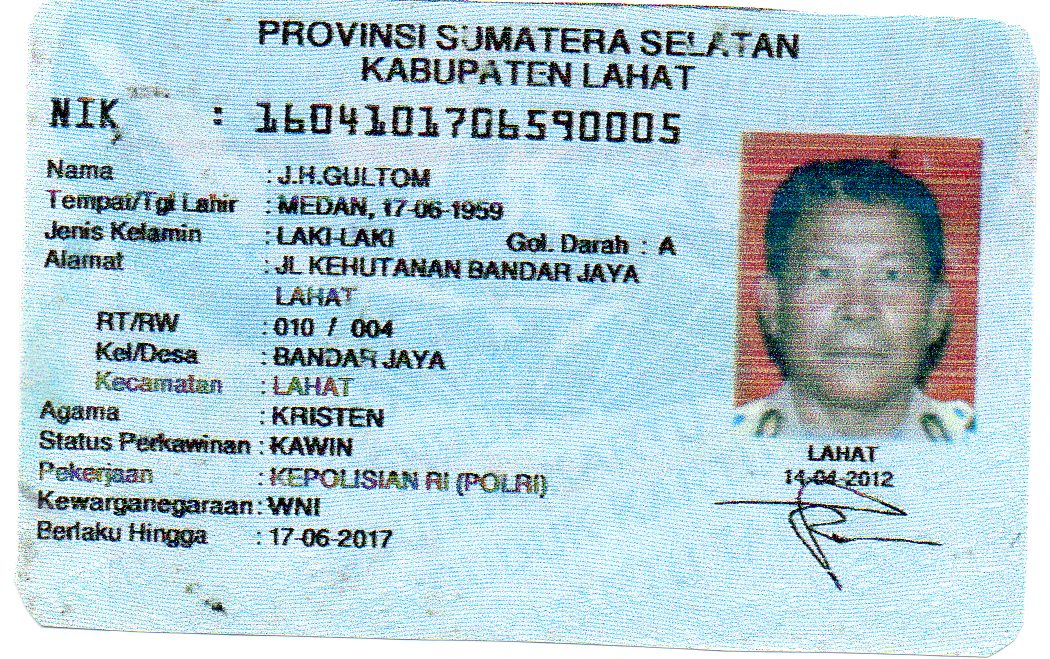 PROVINSI SUMATERA SELATAN
KABUPATEN LAHAT
NIK : 1604101706590005
Nama : J.H.GULTOM
Tempat/Tgl Lahir : MEDAN, 17-06-1959
Jenis Kelamin : LAKI-LAKI Gol. Darah : A
Alamat : JL KEHUTANAN BANDAR JAYA
LAHAT
RT/RW : 010 / 004
Kel/Desa : BANDAR JAYA
Kecamatan : LAHAT
Agama : KRISTEN
Status Perkawinan : KAWIN
Pekerjaan : KEPOLISIAN RI (POLRI)
Kewarganegaraan : WNI
Berlaku Hingga : 17-06-2017
LAHAT
14-04-2012